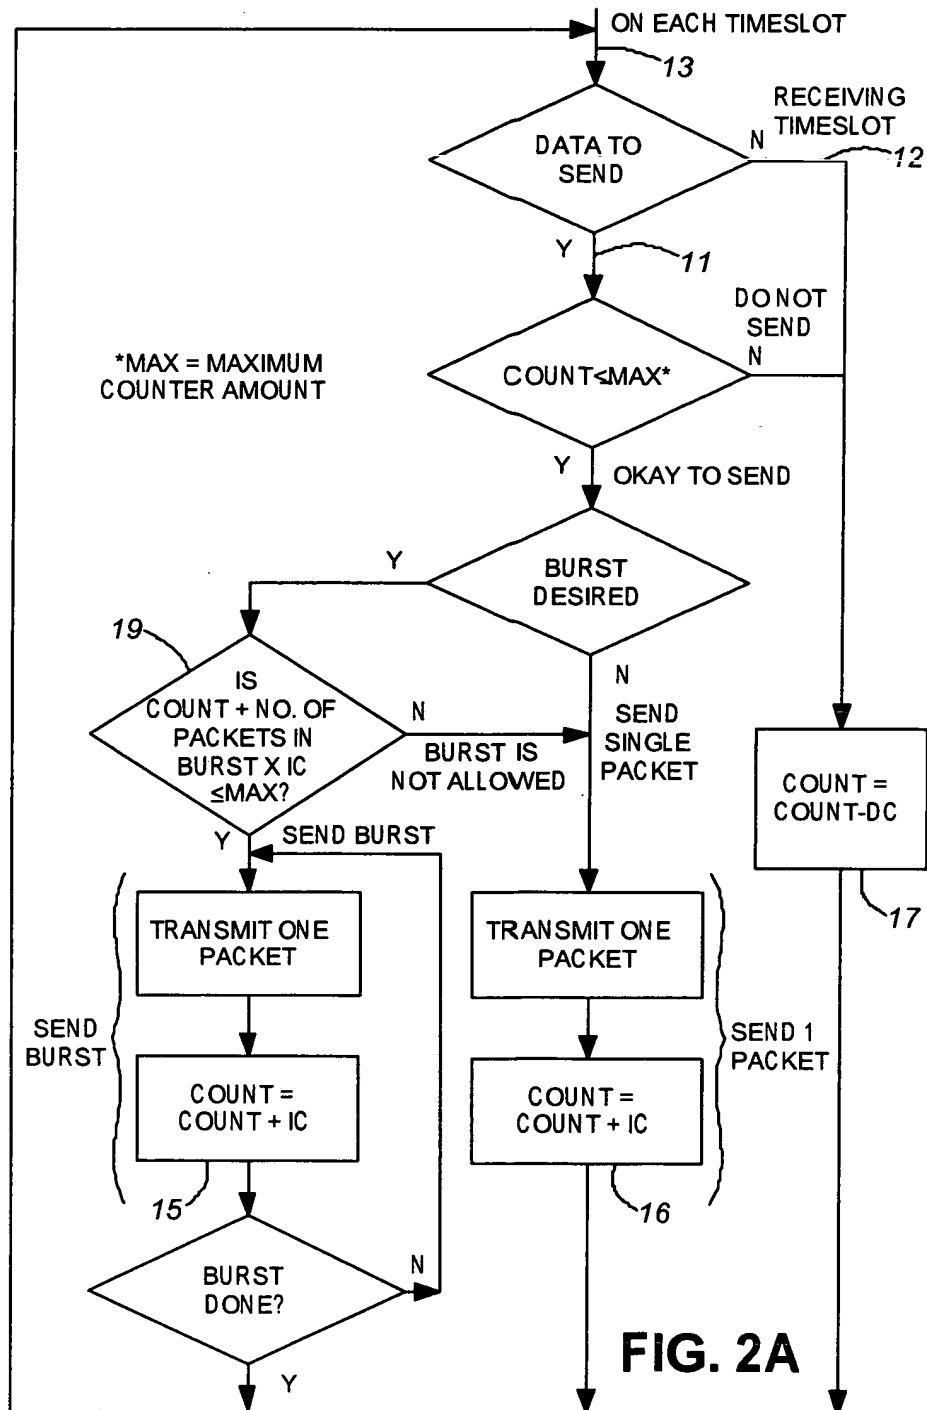 ON EACH TIMESLOT
13
RECEIVING
TIMESLOT
N
12
DATA TO
SEND
Y
11
DO NOT
SEND
N
*MAX = MAXIMUM
COUNTER AMOUNT
COUNT≤MAX*
Y
OKAY TO SEND
Y
BURST
DESIRED
19
N
IS
COUNT + NO. OF
PACKETS IN
BURST X IC
≤MAX?
N
BURST IS
NOT ALLOWED
SEND
SINGLE
PACKET
COUNT =
COUNT-DC
17
Y
SEND BURST
TRANSMIT ONE
PACKET
TRANSMIT ONE
PACKET
SEND
BURST
SEND 1
PACKET
COUNT =
COUNT + IC
COUNT =
COUNT + IC
15
16
BURST
DONE?
N
Y
FIG. 2A